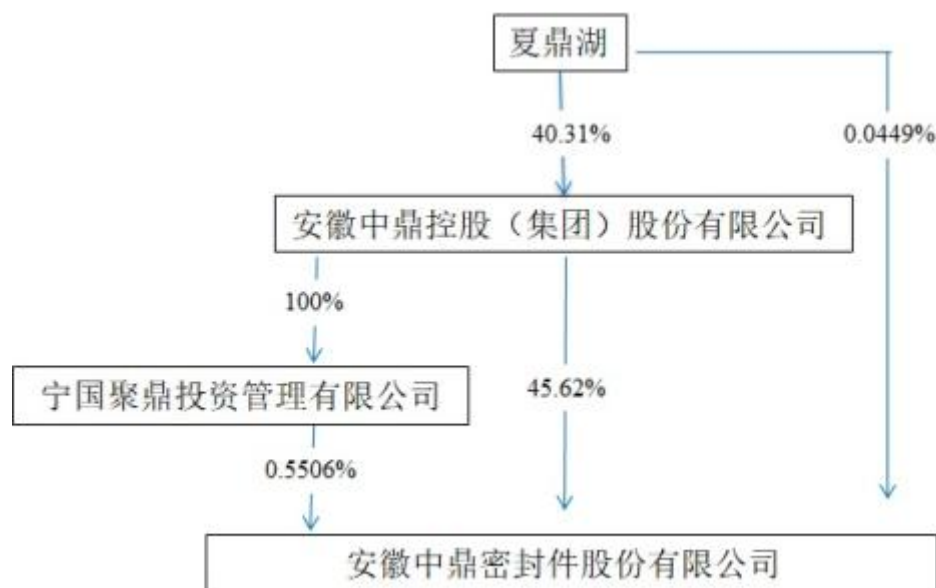 夏鼎湖
40.31%
0.0449%
安徽中鼎控股（集团）股份有限公司
100%
宁国聚鼎投资管理有限公司
45.62%
0.5506%
安徽中鼎密封件股份有限公司